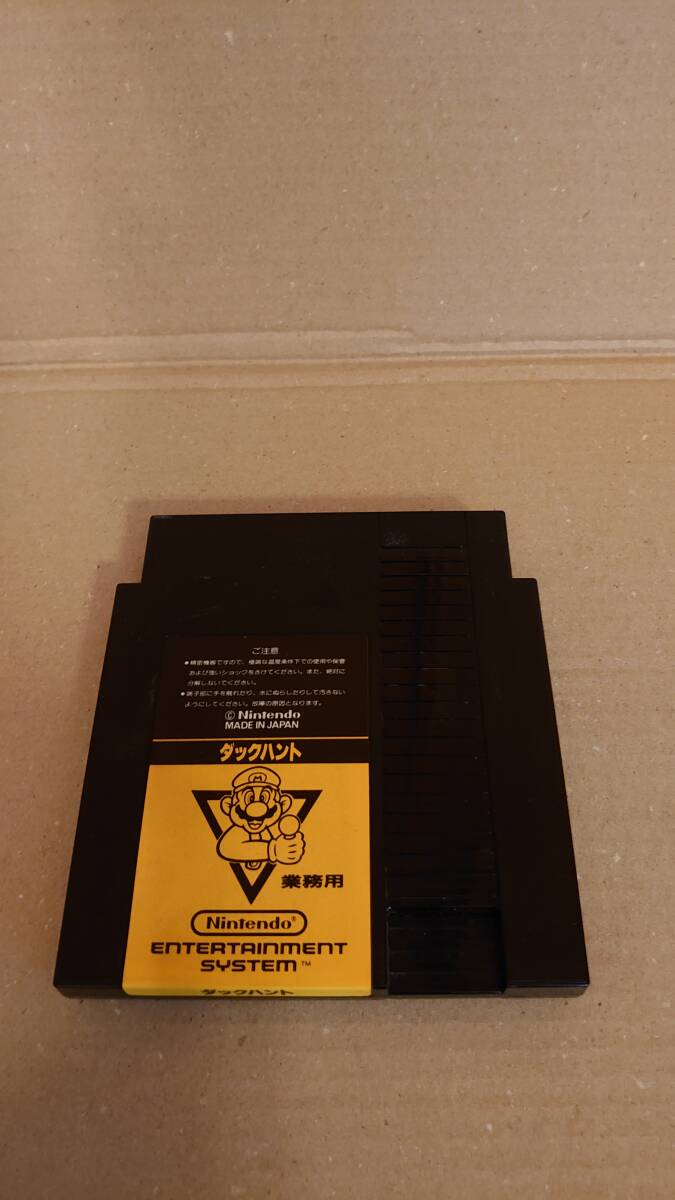 ご注意
●精密機器ですので、極端な温度条件下での使用や保管
および強いショックをさけてください。また、絶対に
分解しないでください。
●端子部に手を触れたり、水にぬらしたりして汚さない
ようにしてください。故障の原因となります。
© Nintendo
MADE IN JAPAN
ダックハント
M
業務用
Nintendo®
ENTERTAINMENT
SYSTEM™
ダックハント